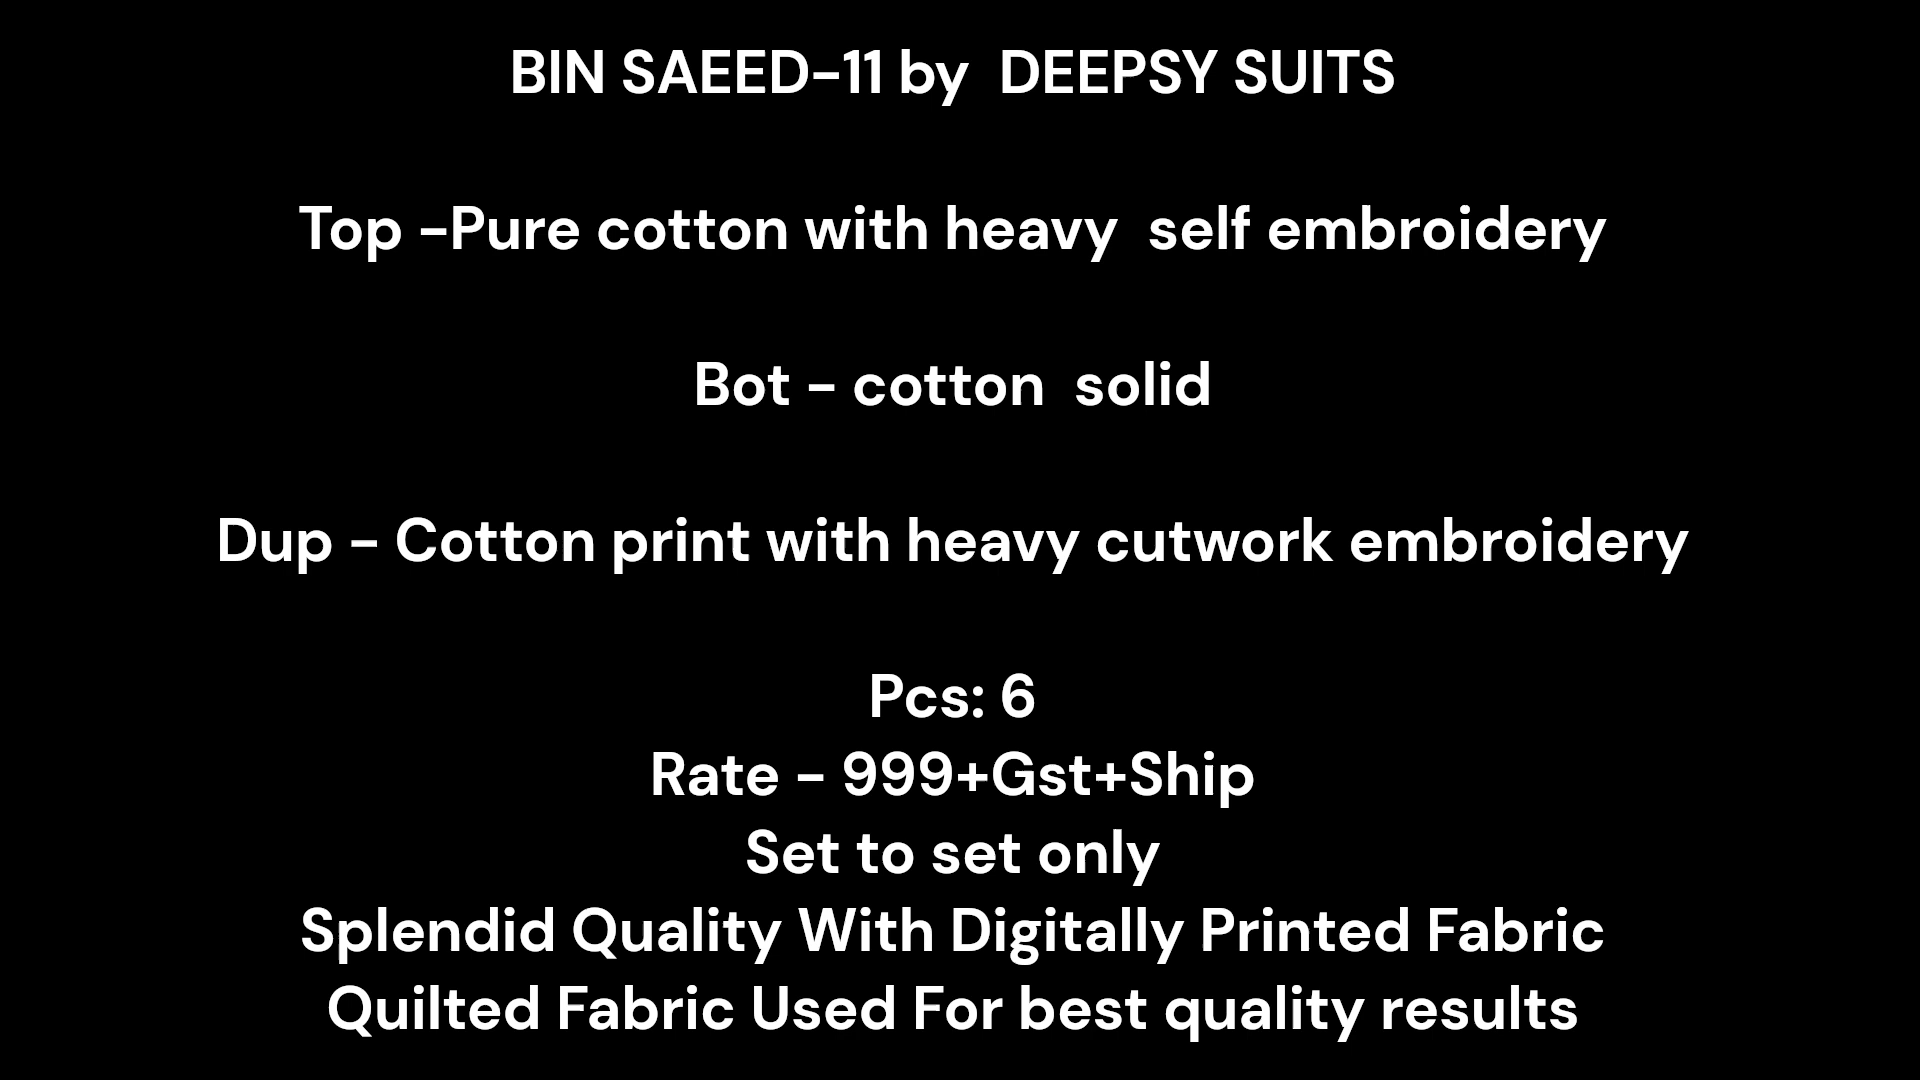 BIN SAEED-11 by  DEEPSY SUITS
Top -Pure cotton with heavy  self embroidery
Bot - cotton  solid
Dup - Cotton print with heavy cutwork embroidery
Pcs: 6
Rate - 999+Gst+Ship
Set to set only
Splendid Quality With Digitally Printed Fabric
Quilted Fabric Used For best quality results